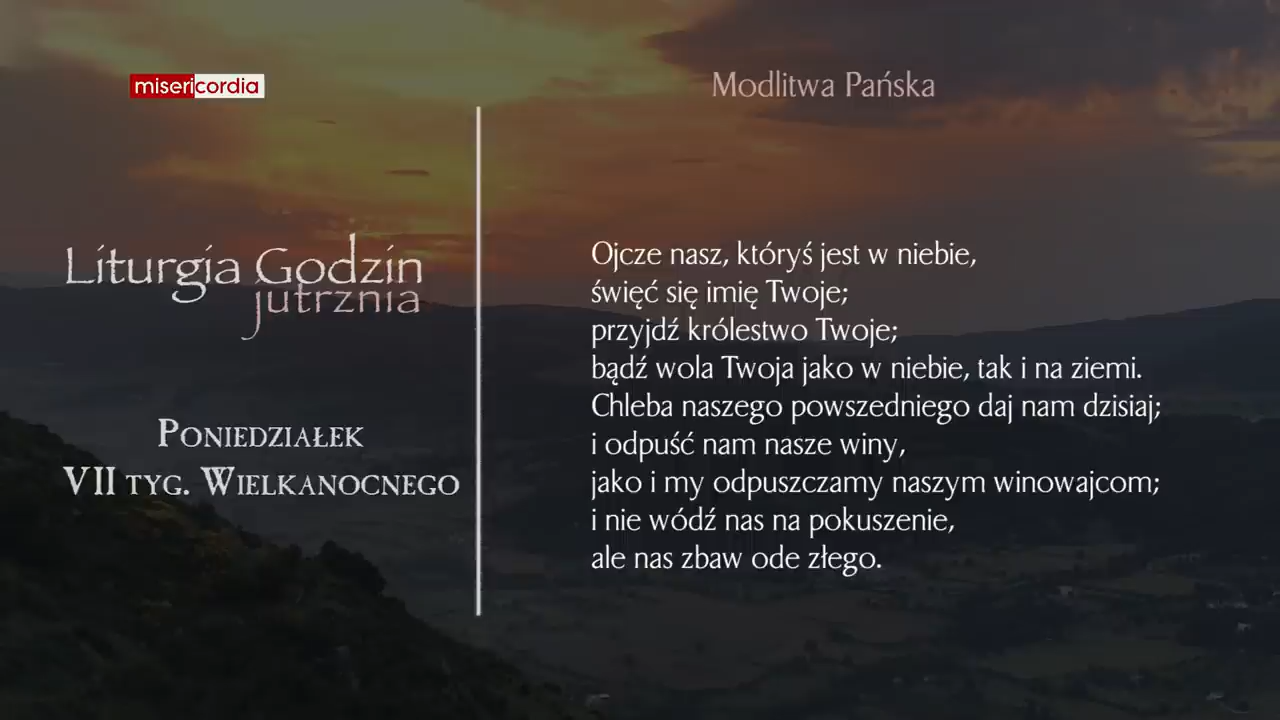 misericordia
Liturgia Godzin
jutrznia
Poniedziałek
VII tyg. Wielkanocnego
Modlitwa Pańska
Ojcze nasz, któryś jest w niebie,
święć się imię Twoje;
przyjdź królestwo Twoje;
bądź wola Twoja jako w niebie, tak i na ziemi.
Chleba naszego powszedniego daj nam dzisiaj;
i odpuść nam nasze winy,
jako i my odpuszczamy naszym winowajcom;
i nie wódź nas na pokuszenie,
ale nas zbaw ode złego.